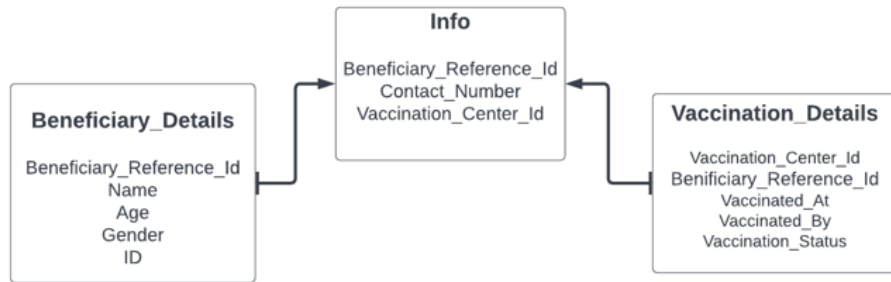 Info
Beneficiary_Reference_Id
Contact_Number
Vaccination_Center_Id
Beneficiary_Details
Beneficiary_Reference_Id
Name
Age
Gender
ID
Vaccination_Details
Vaccination_Center_Id
Benificiary_Reference_Id
Vaccinated_At
Vaccinated_By
Vaccination_Status